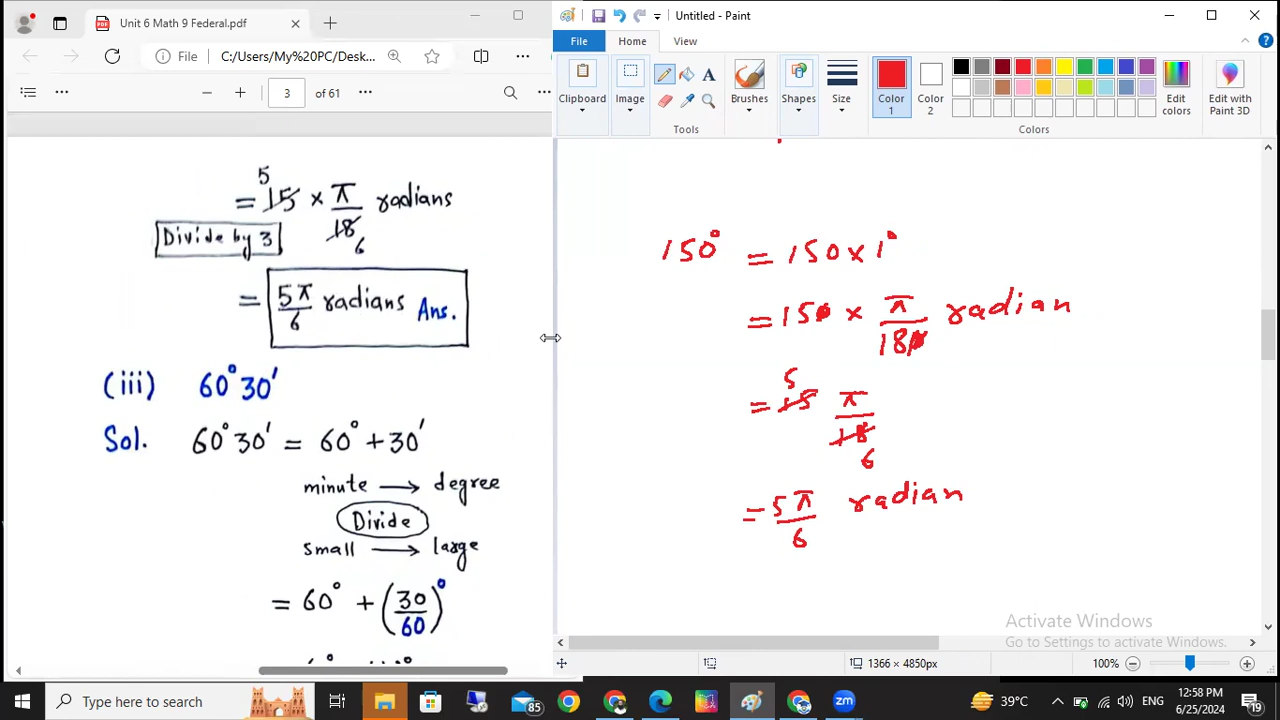 Unit 6 Math 9 Federal.pdf
File C:/Users/My%20PC/Desk...
3 of 61
5
= 15 × π/18 radians
6
Divide by 3
= 5π/6 radians Ans.
(iii) 60°30'
Sol. 60°30' = 60° + 30'
minute → degree
Divide
small → large
= 60° + (30/60)°
Untitled - Paint
File Home View
Clipboard
Image
Tools
Brushes
Shapes
Size
Color 1
Color 2
Edit colors
Edit with Paint 3D
Colors
150° = 150 × 1°
= 150 × π/180 radian
5
= 15 π/18
6
= 5π/6 radian
Activate Windows
Go to Settings to activate Windows.
1366 × 4850px
100%
Type here to search
85
39°C
ENG
12:58 PM
6/25/2024
19